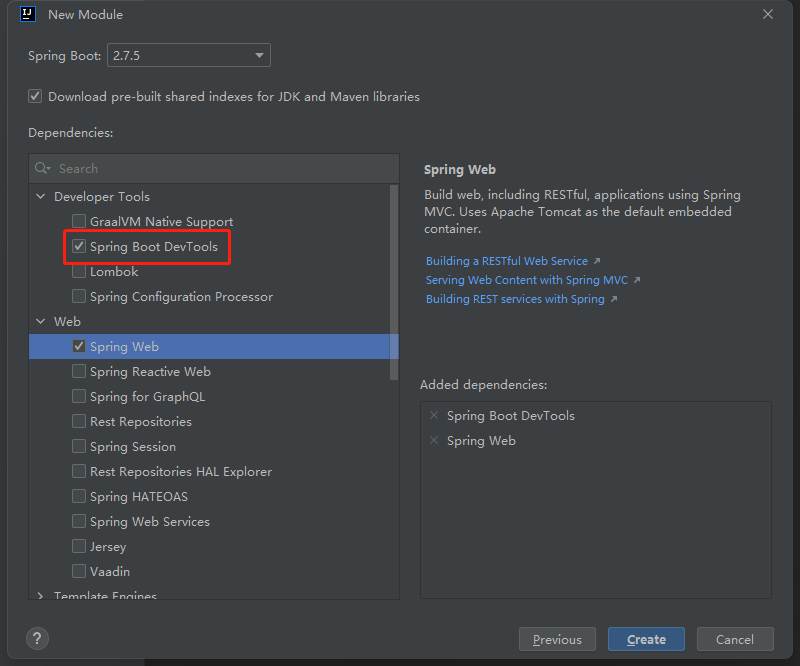 IJ New Module
Spring Boot: 2.7.5
Download pre-built shared indexes for JDK and Maven libraries
Dependencies:
Search
Developer Tools
GraalVM Native Support
Spring Boot DevTools
Lombok
Spring Configuration Processor
Web
Spring Web
Spring Reactive Web
Spring for GraphQL
Rest Repositories
Spring Session
Rest Repositories HAL Explorer
Spring HATEOAS
Spring Web Services
Jersey
Vaadin
Template Engines
Spring Web
Build web, including RESTful, applications using Spring
MVC. Uses Apache Tomcat as the default embedded
container.
Building a RESTful Web Service
Serving Web Content with Spring MVC
Building REST services with Spring
Added dependencies:
Spring Boot DevTools
Spring Web
?
Previous
Create
Cancel